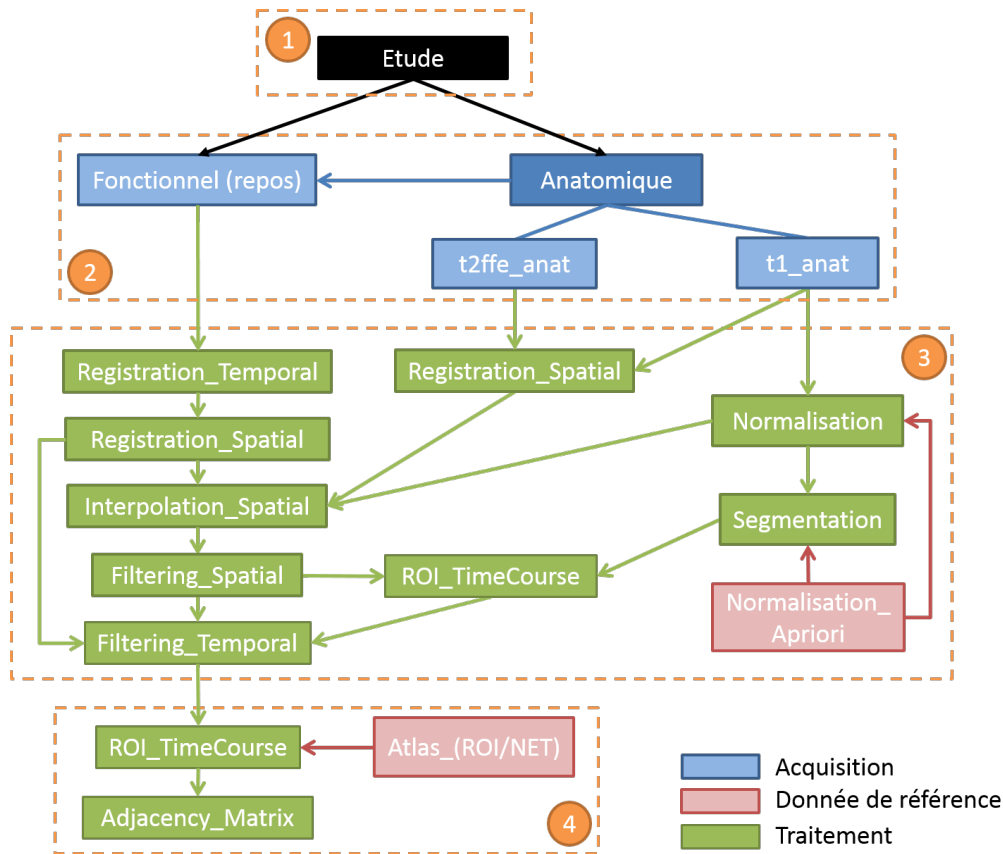 1
Etude
Fonctionnel (repos)
Anatomique
t2ffe_anat
t1_anat
2
3
Registration_Temporal
Registration_Spatial
Registration_Spatial
Normalisation
Interpolation_Spatial
Segmentation
Filtering_Spatial
ROI_TimeCourse
Normalisation_
Apriori
Filtering_Temporal
ROI_TimeCourse
Atlas_(ROI/NET)
Adjacency_Matrix
4
Acquisition
Donnée de référence
Traitement